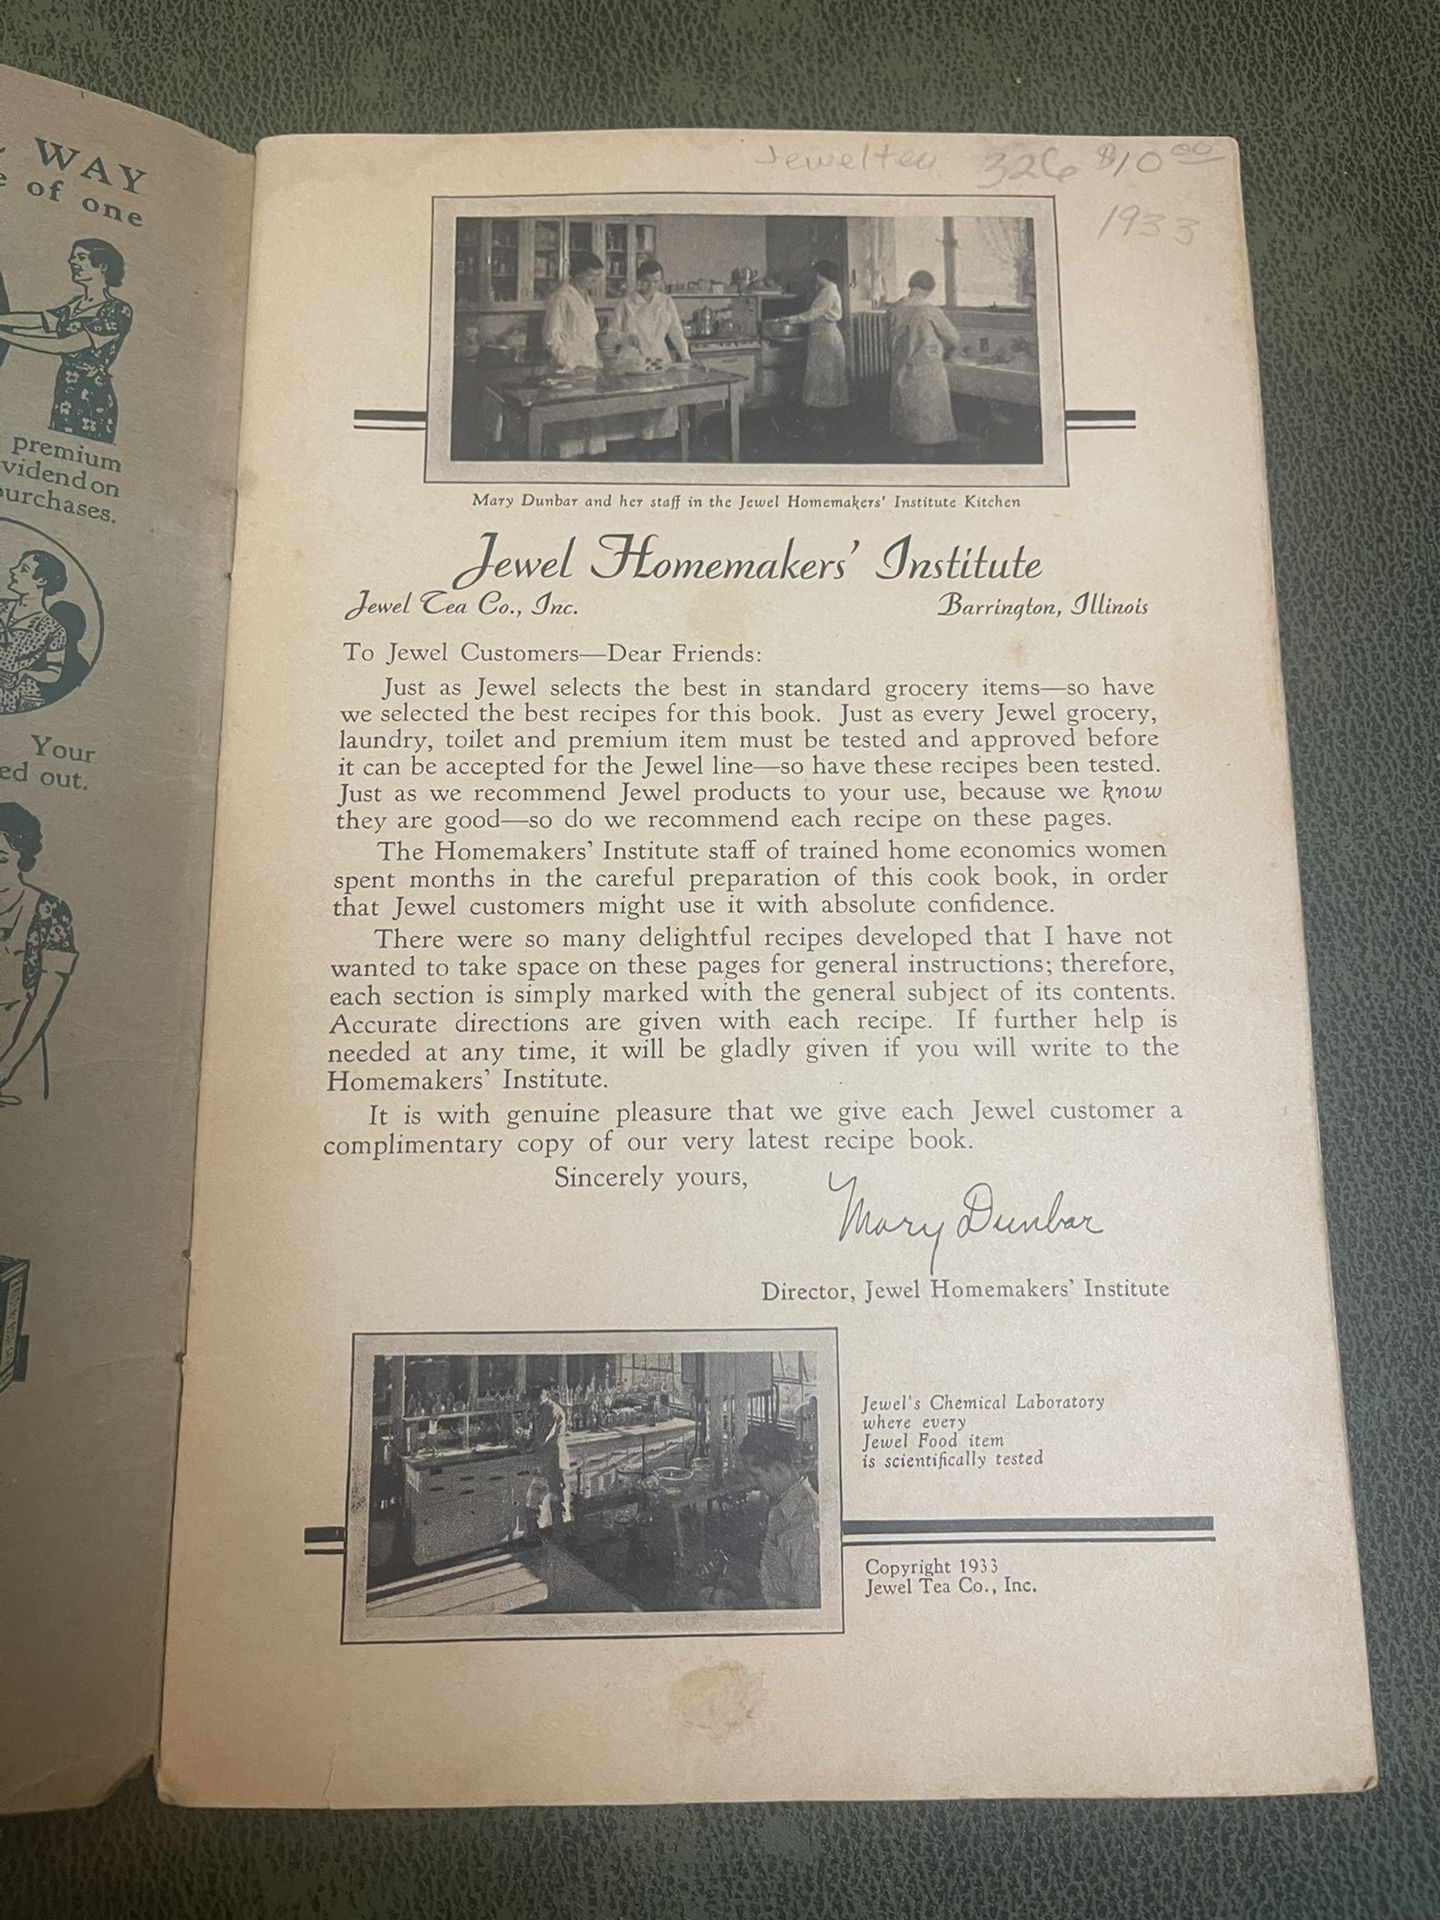 WAY
of one
premium
vidend on
purchases.
Your
ed out.
Jewel tea 326 $10.00
1933
Mary Dunbar and her staff in the Jewel Homemakers' Institute Kitchen
Jewel Homemakers' Institute
Jewel Tea Co., Inc. Barrington, Illinois
To Jewel Customers—Dear Friends:
Just as Jewel selects the best in standard grocery items—so have
we selected the best recipes for this book. Just as every Jewel grocery,
laundry, toilet and premium item must be tested and approved before
it can be accepted for the Jewel line—so have these recipes been tested.
Just as we recommend Jewel products to your use, because we know
they are good—so do we recommend each recipe on these pages.
The Homemakers' Institute staff of trained home economics women
spent months in the careful preparation of this cook book, in order
that Jewel customers might use it with absolute confidence.
There were so many delightful recipes developed that I have not
wanted to take space on these pages for general instructions; therefore,
each section is simply marked with the general subject of its contents.
Accurate directions are given with each recipe. If further help is
needed at any time, it will be gladly given if you will write to the
Homemakers' Institute.
It is with genuine pleasure that we give each Jewel customer a
complimentary copy of our very latest recipe book.
Sincerely yours,
Mary Dunbar
Director, Jewel Homemakers' Institute
Jewel's Chemical Laboratory
where every
Jewel Food item
is scientifically tested
Copyright 1933
Jewel Tea Co., Inc.